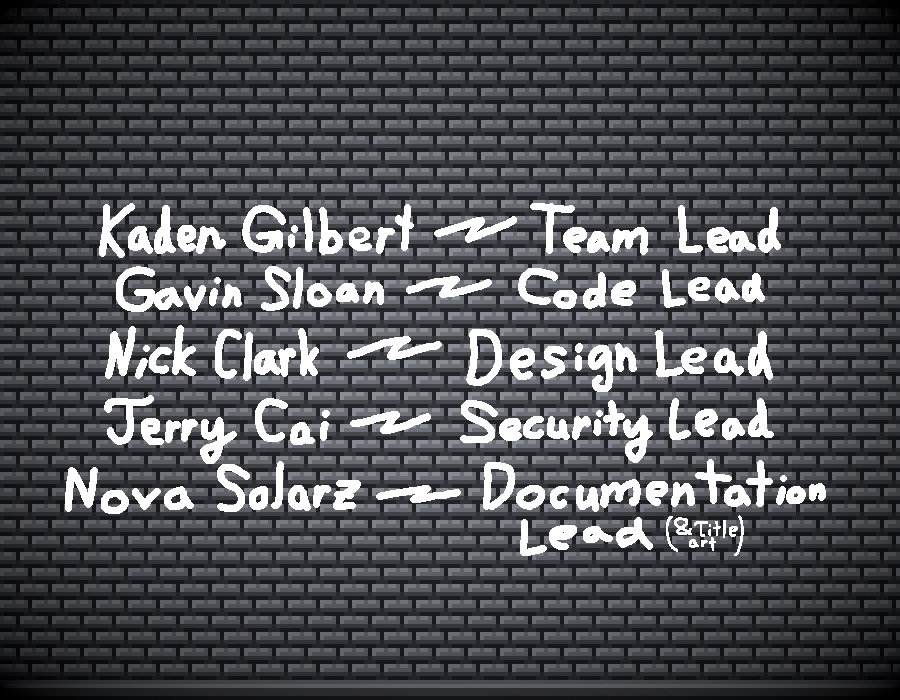 Kaden Gilbert ~ Team Lead
Gavin Sloan ~ Code Lead
Nick Clark ~ Design Lead
Jerry Cai ~ Security Lead
Nova Solarz ~ Documentation
Lead (& Title
art)